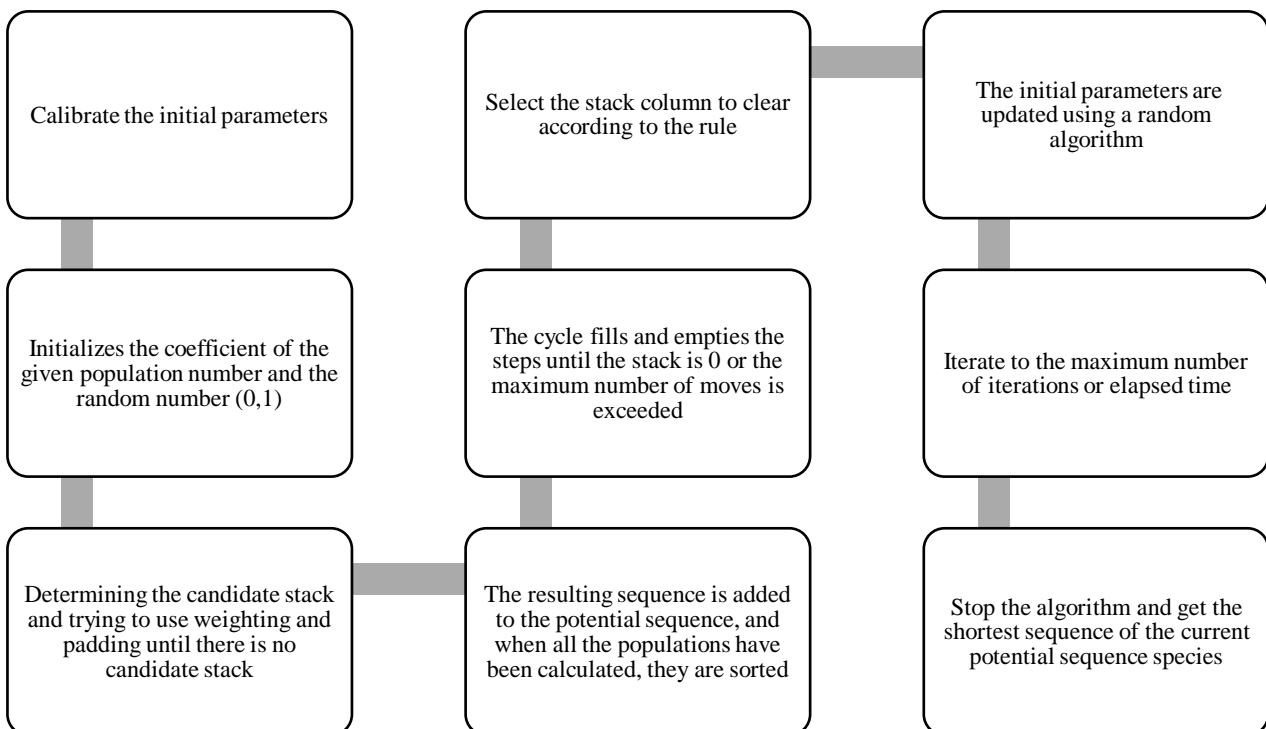 Calibrate the initial parameters
Initializes the coefficient of the
given population number and the
random number (0,1)
Determining the candidate stack
and trying to use weighting and
padding until there is no
candidate stack
The resulting sequence is added
to the potential sequence, and
when all the populations have
been calculated, they are sorted
The cycle fills and empties the
steps until the stack is 0 or the
maximum number of moves is
exceeded
Select the stack column to clear
according to the rule
The initial parameters are
updated using a random
algorithm
Iterate to the maximum number
of iterations or elapsed time
Stop the algorithm and get the
shortest sequence of the current
potential sequence species